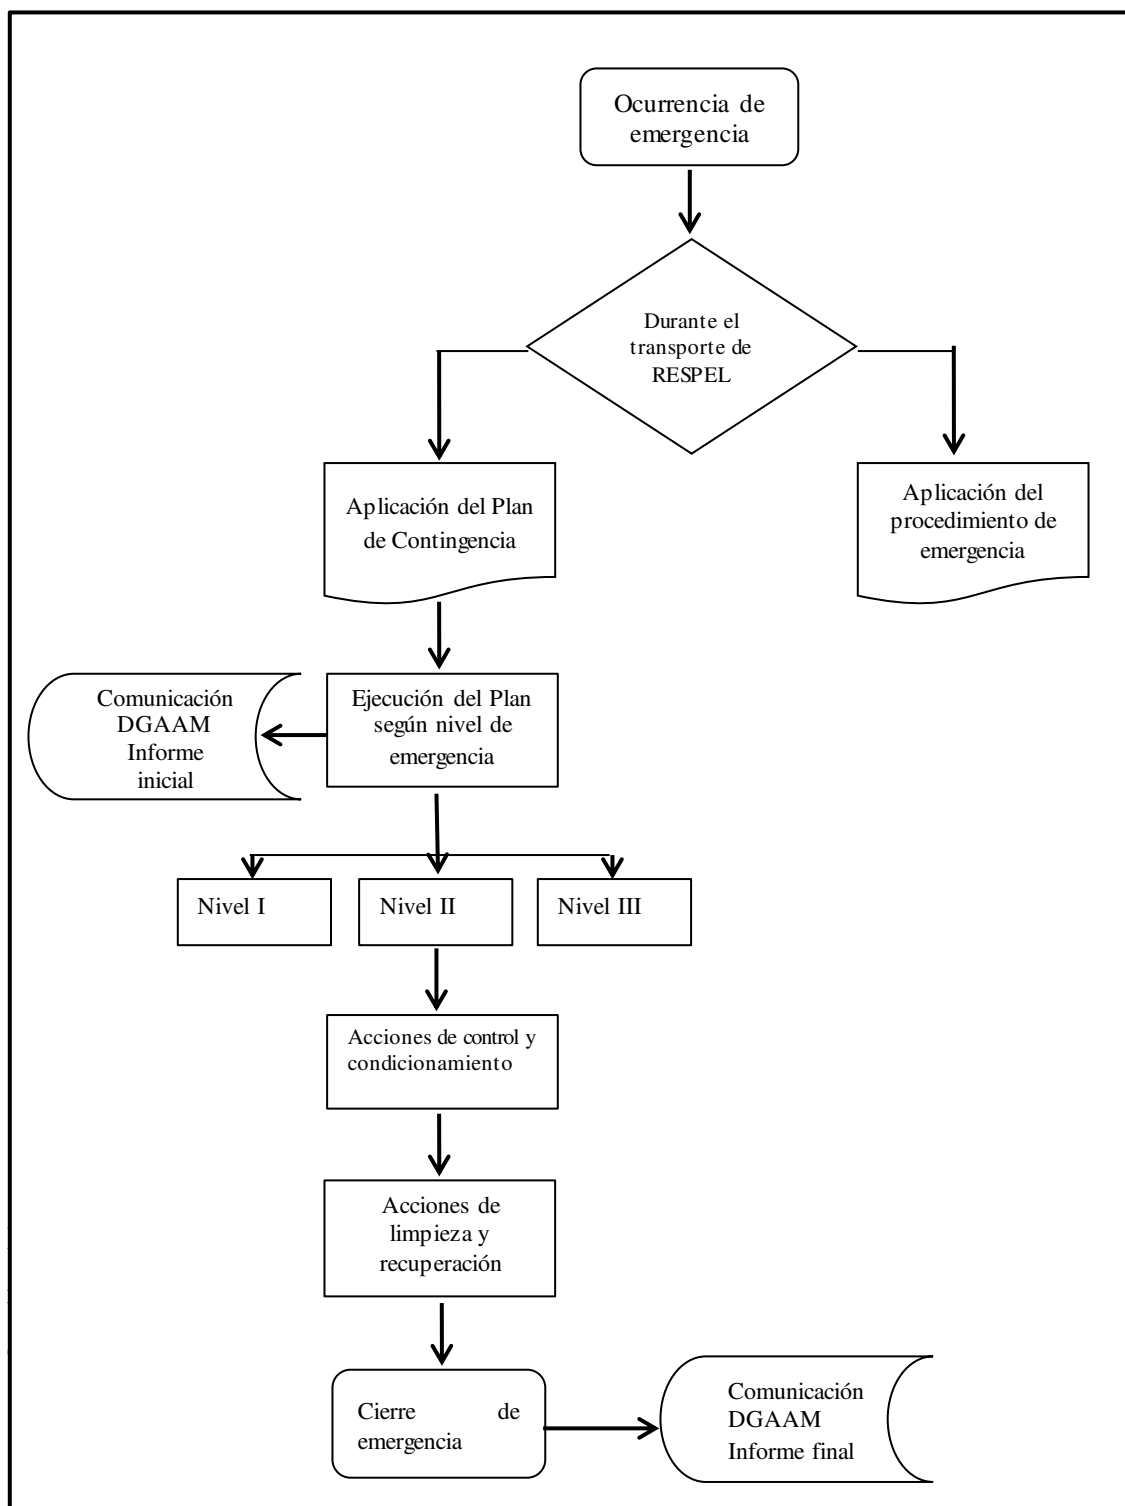 Ocurrencia de
emergencia
Durante el
transporte de
RESPEL
Aplicación del Plan
de Contingencia
Aplicación del
procedimiento de
emergencia
Comunicación
DGAAM
Informe
inicial
Ejecución del Plan
según nivel de
emergencia
Nivel I
Nivel II
Nivel III
Acciones de control y
condicionamiento
Acciones de
limpieza y
recuperación
Cierre de
emergencia
Comunicación
DGAAM
Informe final